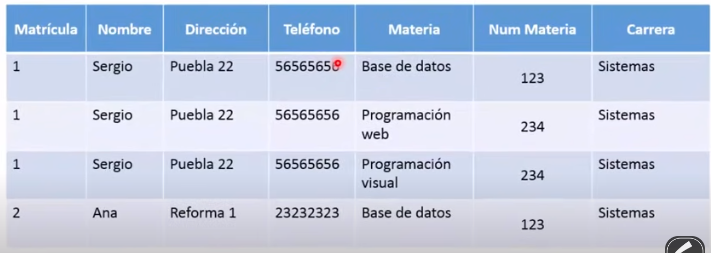 Matrícula Nombre Dirección Teléfono Materia Num Materia Carrera
1 Sergio Puebla 22 56565656 Base de datos 123 Sistemas
1 Sergio Puebla 22 56565656 Programación web 234 Sistemas
1 Sergio Puebla 22 56565656 Programación visual 234 Sistemas
2 Ana Reforma 1 23232323 Base de datos 123 Sistemas